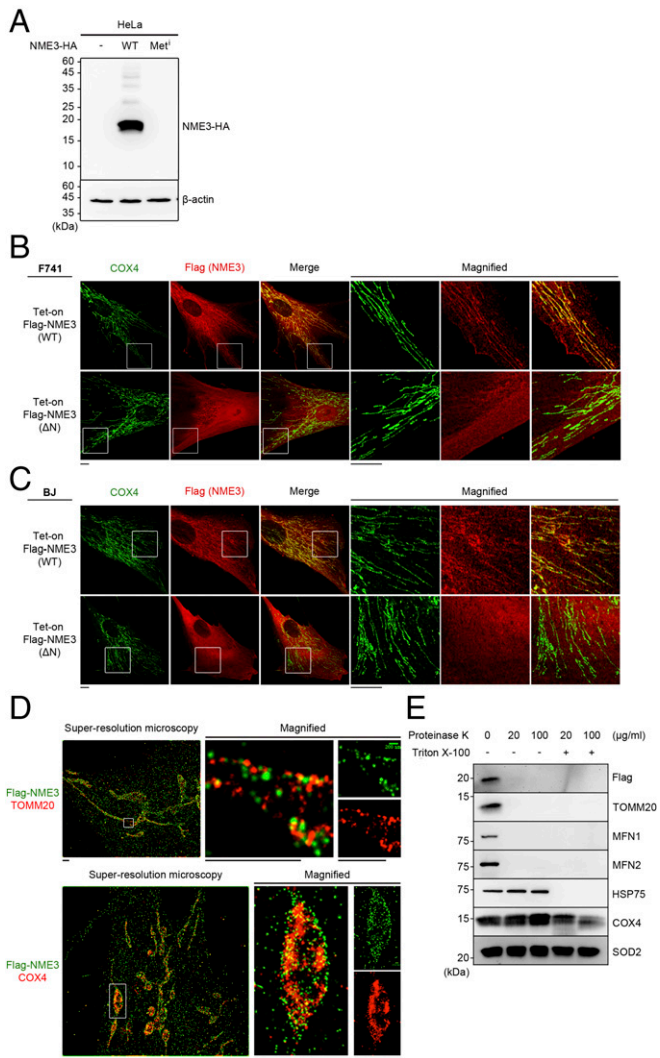 A
HeLa
NME3-HA - WT Metⁱ
60
45
35
25
20
15
10
NME3-HA
60
45
35
β-actin
(kDa)
B
F741 COX4 Flag (NME3) Merge Magnified
Tet-on
Flag-NME3
(WT)
Tet-on
Flag-NME3
(ΔN)
C
BJ COX4 Flag (NME3) Merge Magnified
Tet-on
Flag-NME3
(WT)
Tet-on
Flag-NME3
(ΔN)
D
Super-resolution microscopy Magnified
Flag-NME3
TOMM20
Super-resolution microscopy Magnified
Flag-NME3
COX4
E
Proteinase K 0 20 100 20 100 (μg/ml)
Triton X-100 - - - + +
20 Flag
15 TOMM20
75 MFN1
75 MFN2
75 HSP75
15 COX4
20 SOD2
(kDa)